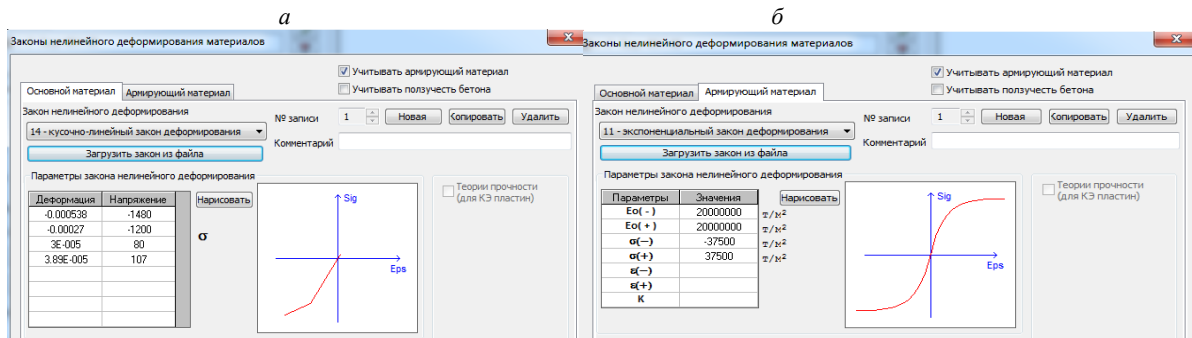 а
Законы нелинейного деформирования материалов
Основной материал Армирующий материал
Учитывать армирующий материал
Учитывать ползучесть бетона
Закон нелинейного деформирования
14 - кусочно-линейный закон деформирования
Загрузить закон из файла
№ записи 1 Новая Копировать Удалить
Комментарий
Параметры закона нелинейного деформирования
Деформация Напряжение
-0.000538 -1480
-0.00027 -1200
3E-005 80
3.89E-005 107
Нарисовать
σ
Sig
Eps
Теории прочности
(для КЭ пластин)
б
Законы нелинейного деформирования материалов
Основной материал Армирующий материал
Учитывать армирующий материал
Учитывать ползучесть бетона
Закон нелинейного деформирования
11 - экспоненциальный закон деформирования
Загрузить закон из файла
№ записи 1 Новая Копировать Удалить
Комментарий
Параметры закона нелинейного деформирования
Параметры Значения
Eo( - ) 20000000 т/м²
Eo( + ) 20000000 т/м²
σ(−) -37500 т/м²
σ(+) 37500 т/м²
ε(−)
ε(+)
К
Нарисовать
Sig
Eps
Теории прочности
(для КЭ пластин)